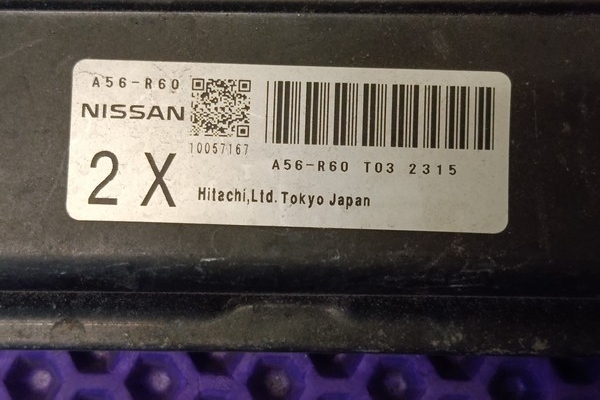 A56-R60
NISSAN
10057167
2 X
A56-R60 T03 2315
Hitachi,Ltd. Tokyo Japan